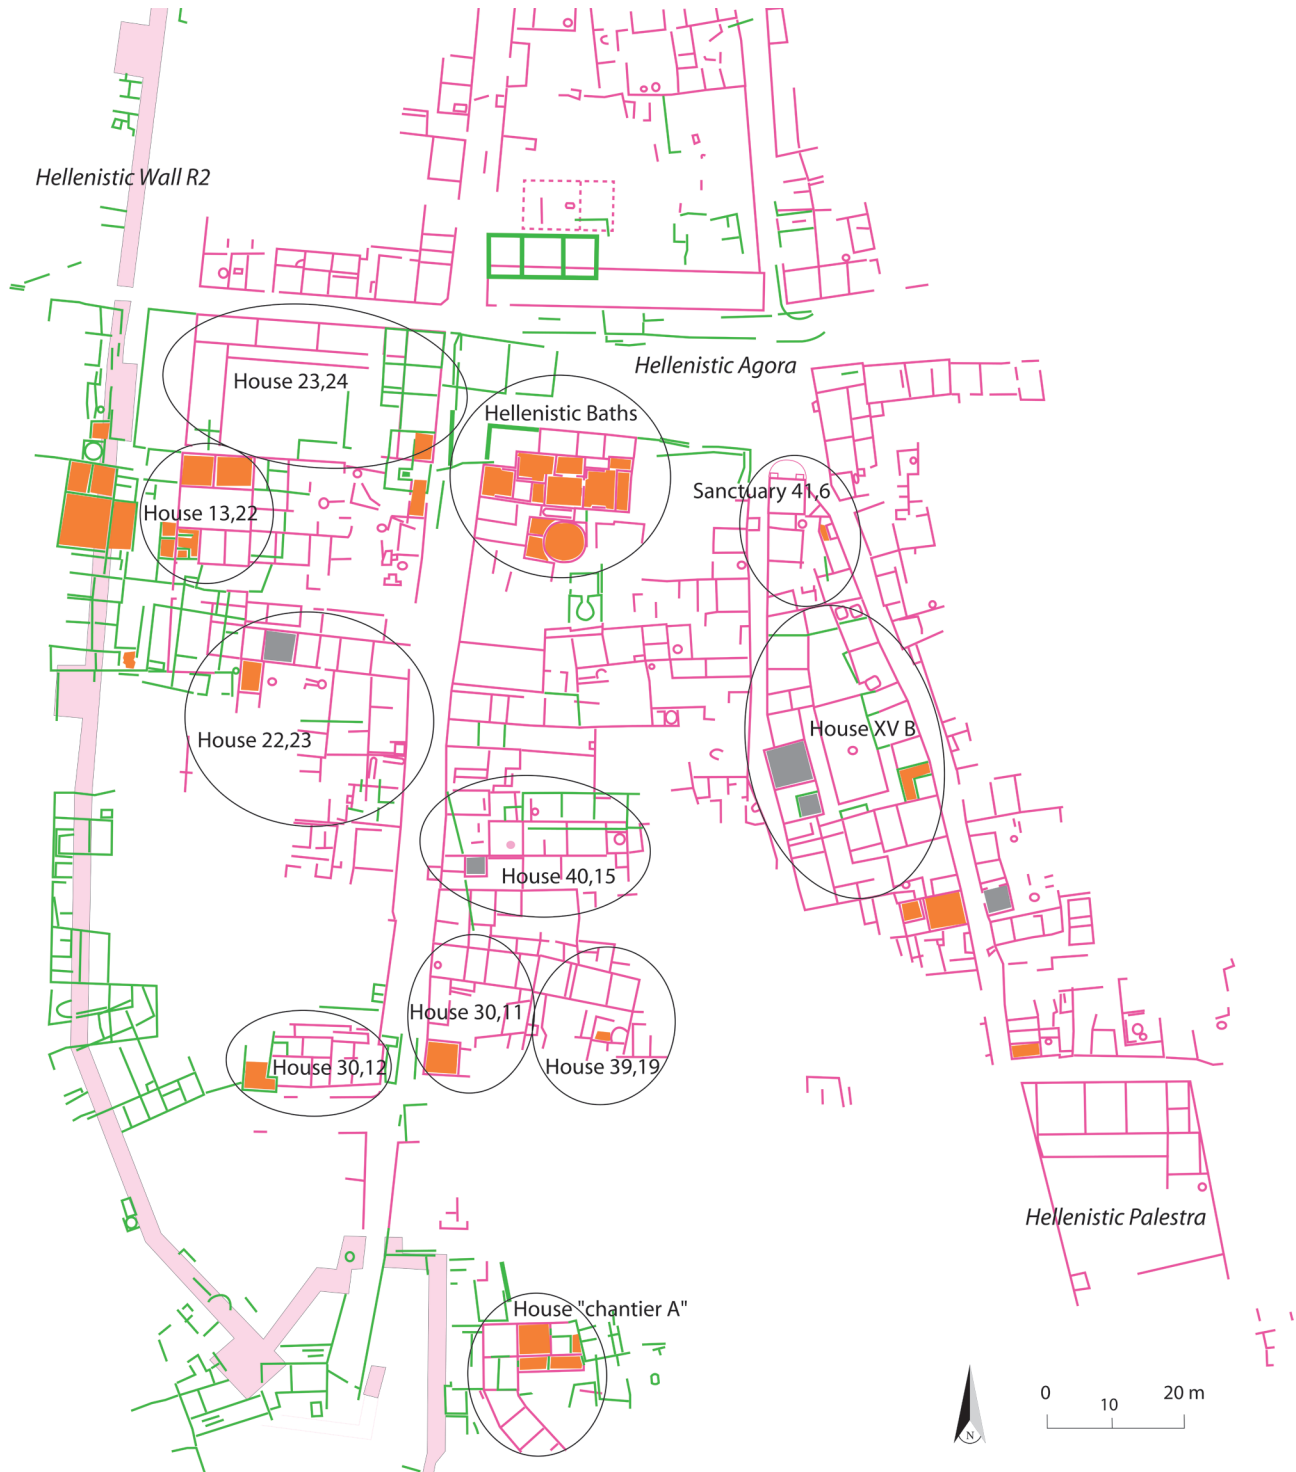 Hellenistic Wall R2
Hellenistic Agora
House 23,24
Hellenistic Baths
Sanctuary 41,6
House 13,22
House XV B
House 22,23
House 40,15
House 30,11
House 30,12
House 39,19
Hellenistic Palestra
House "chantier A"
0 10 20 m
N